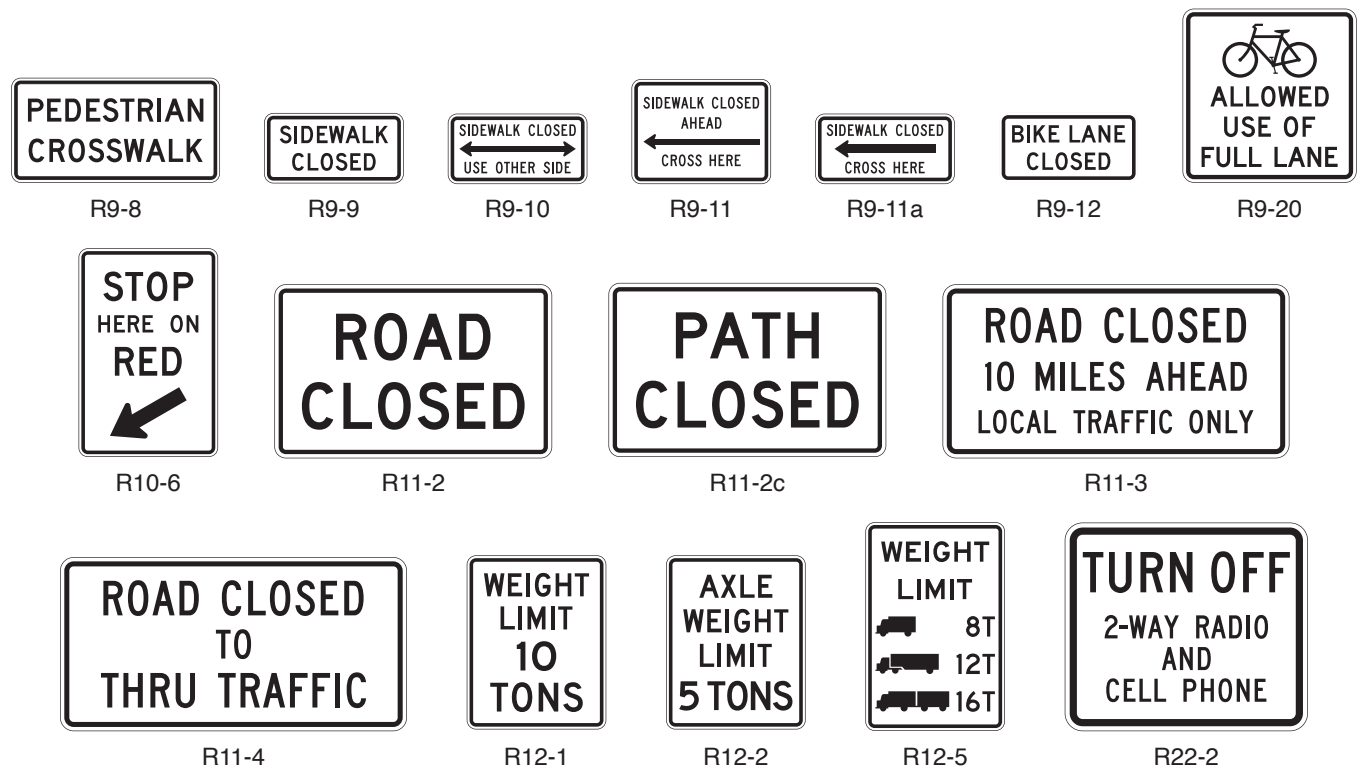 PEDESTRIAN
CROSSWALK
R9-8
SIDEWALK
CLOSED
R9-9
SIDEWALK CLOSED
USE OTHER SIDE
R9-10
SIDEWALK CLOSED
AHEAD
CROSS HERE
R9-11
SIDEWALK CLOSED
CROSS HERE
R9-11a
BIKE LANE
CLOSED
R9-12
ALLOWED
USE OF
FULL LANE
R9-20
STOP
HERE ON
RED
R10-6
ROAD
CLOSED
R11-2
PATH
CLOSED
R11-2c
ROAD CLOSED
10 MILES AHEAD
LOCAL TRAFFIC ONLY
R11-3
ROAD CLOSED
TO
THRU TRAFFIC
R11-4
WEIGHT
LIMIT
10
TONS
R12-1
AXLE
WEIGHT
LIMIT
5 TONS
R12-2
WEIGHT
LIMIT
8T
12T
16T
R12-5
TURN OFF
2-WAY RADIO
AND
CELL PHONE
R22-2